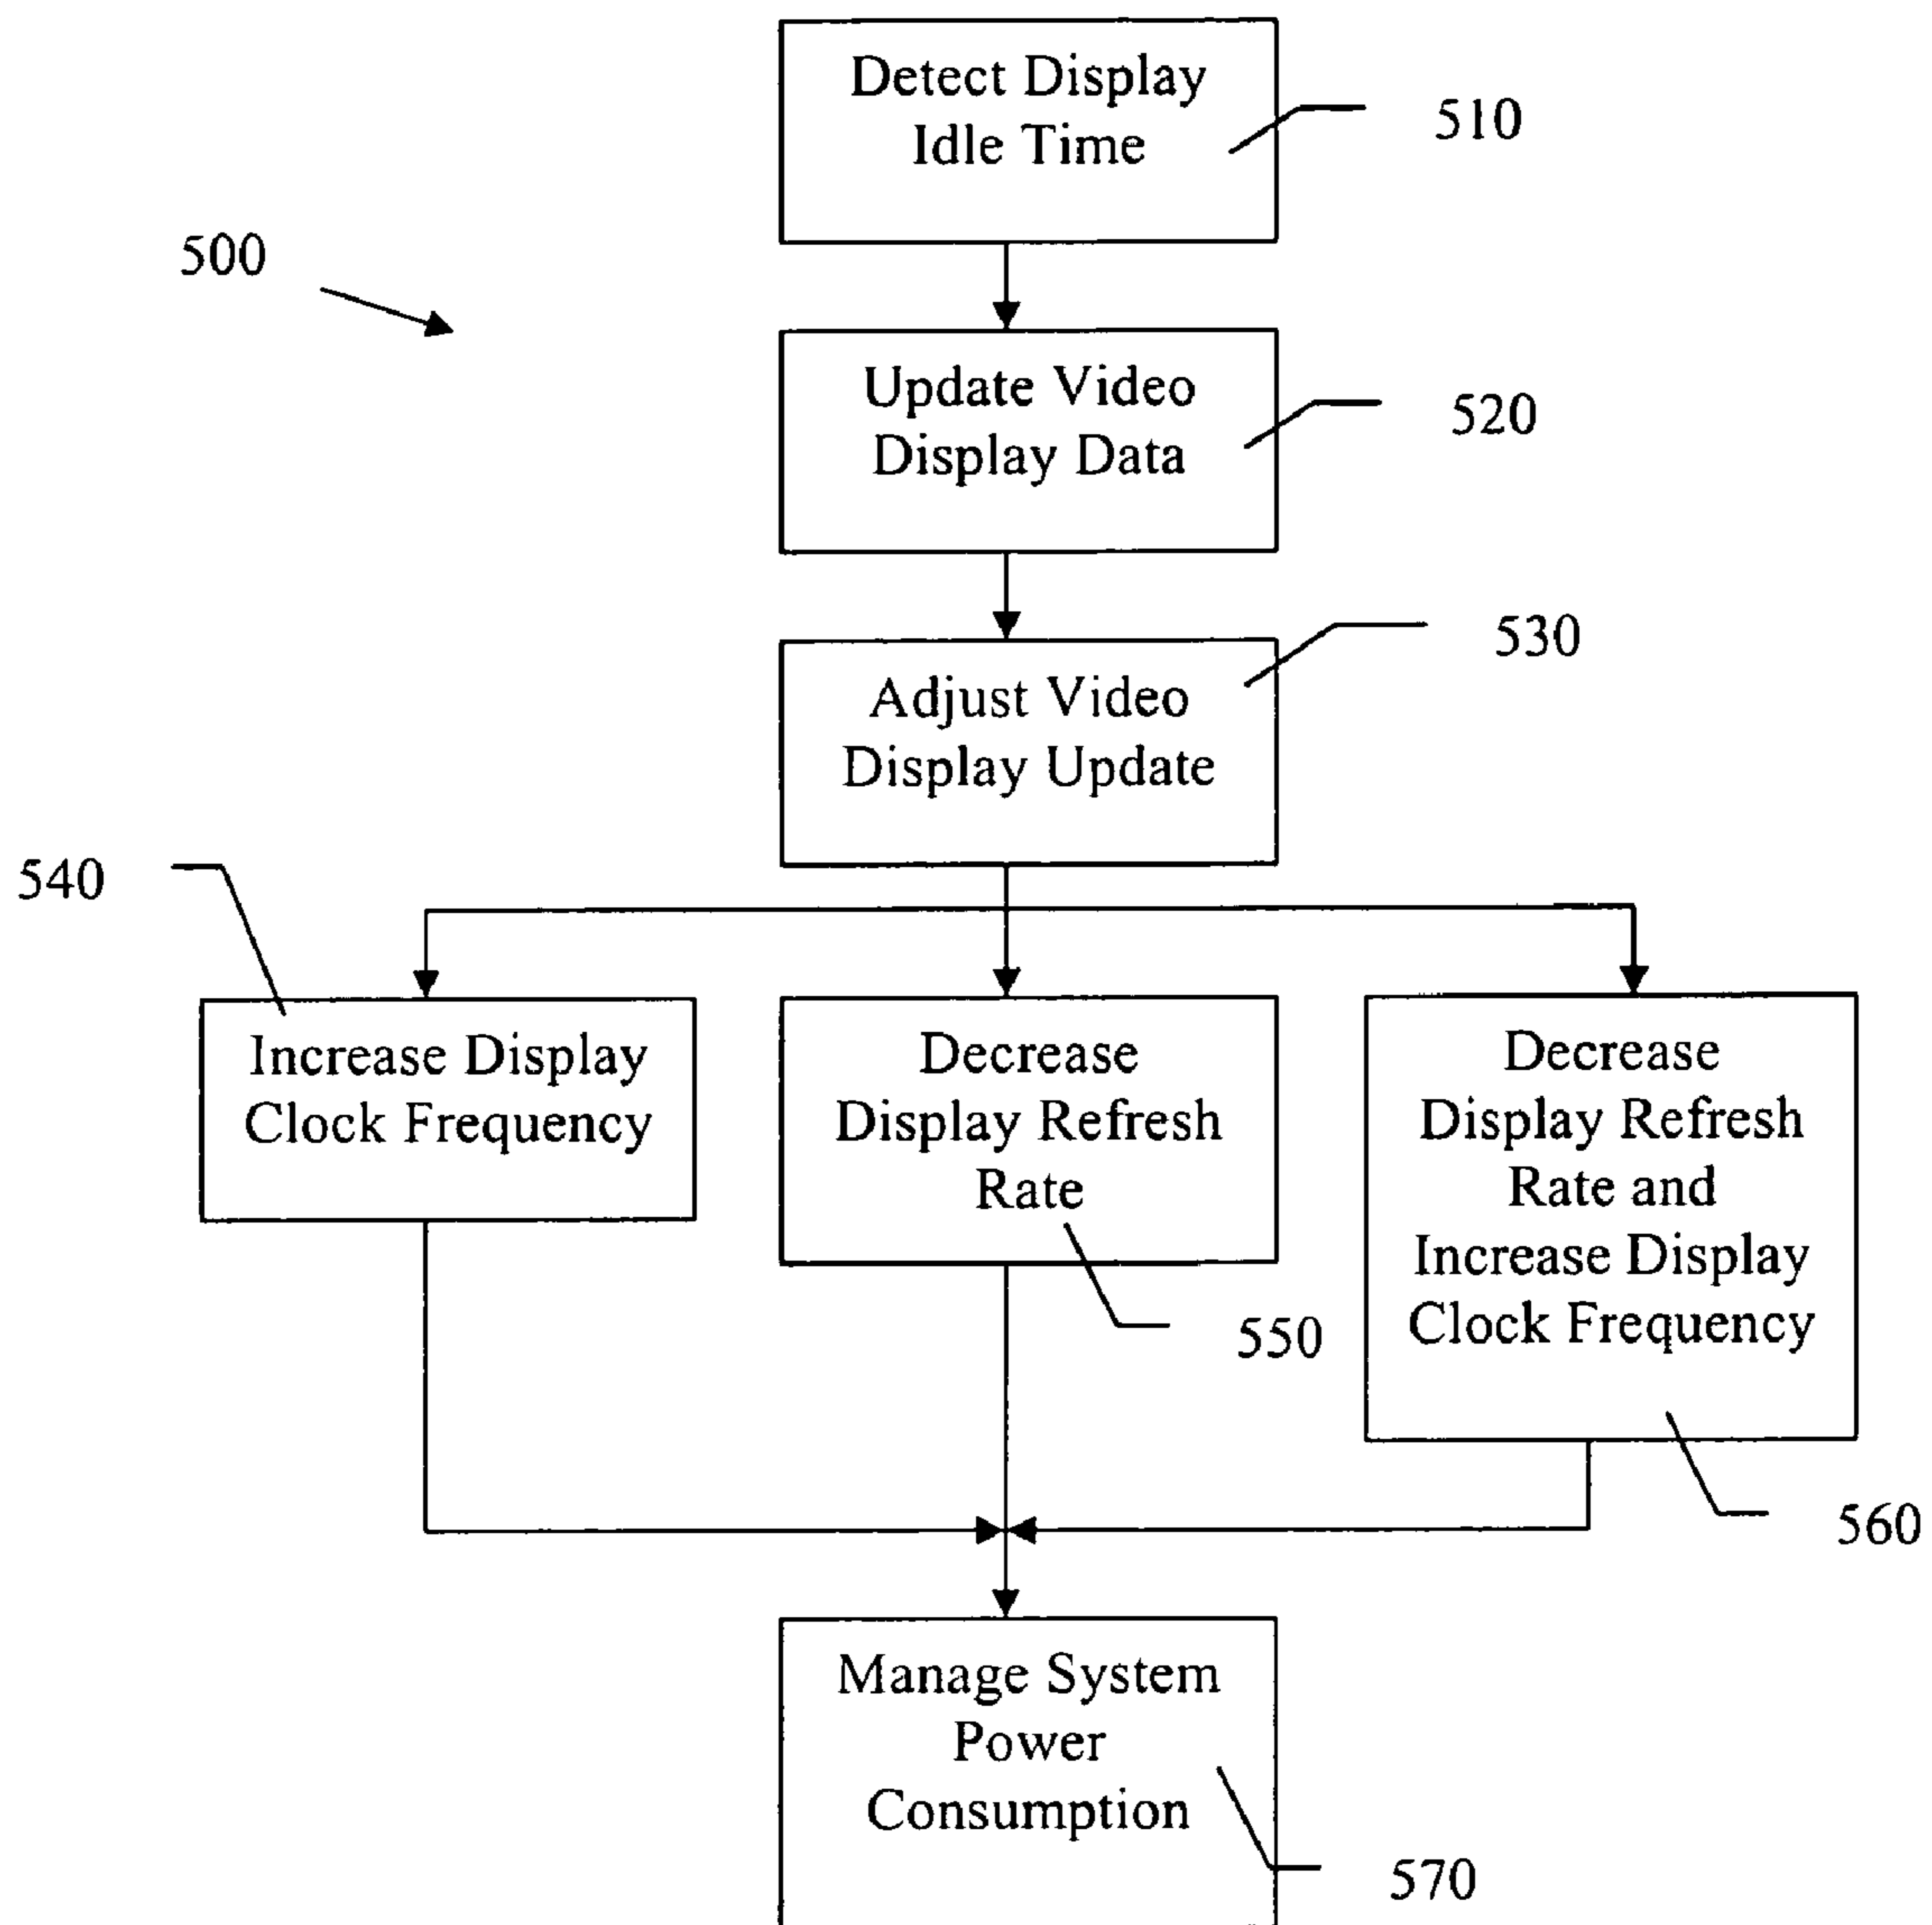 Detect Display
Idle Time
510
500
Update Video
Display Data
520
530
Adjust Video
Display Update
540
Increase Display
Clock Frequency
Decrease
Display Refresh
Rate
550
Decrease
Display Refresh
Rate and
Increase Display
Clock Frequency
560
Manage System
Power
Consumption
570